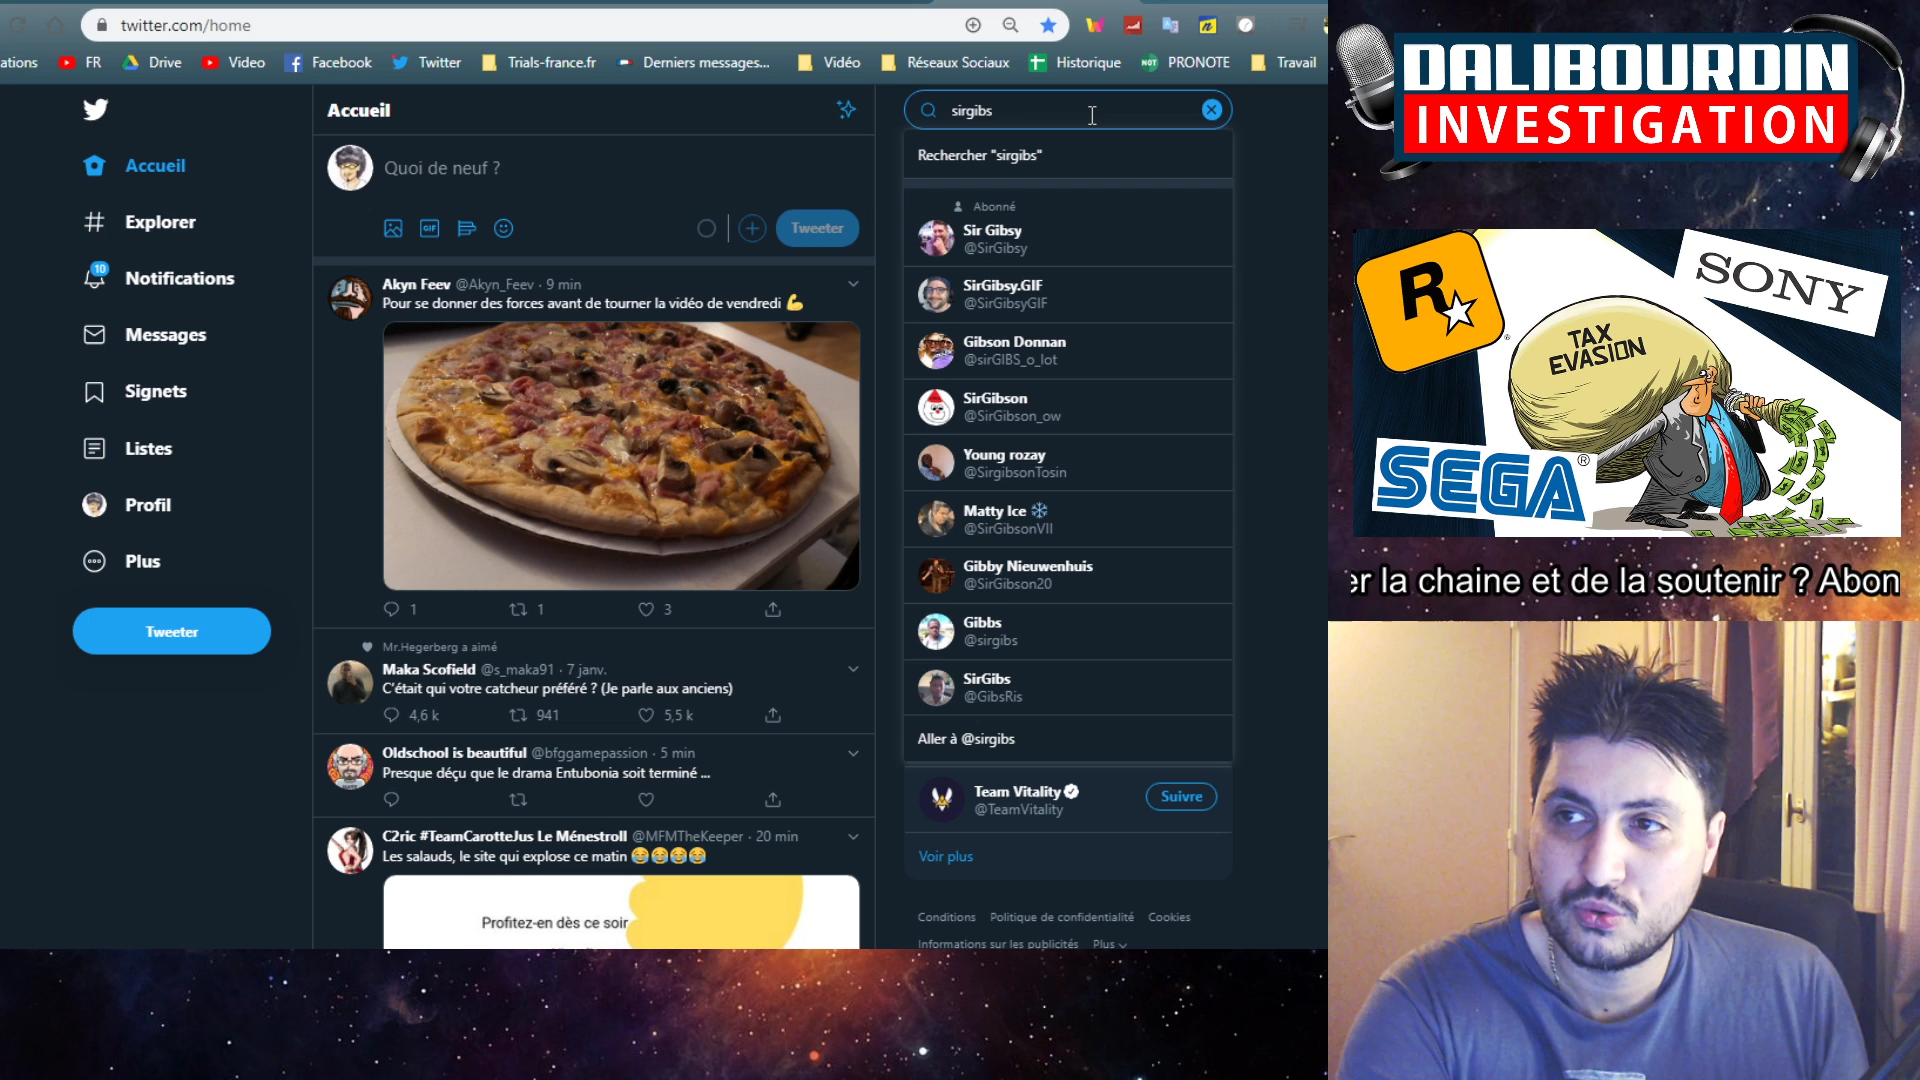 twitter.com/home
ations
FR
Drive
Video
Facebook
Twitter
Trials-france.fr
Derniers messages...
Vidéo
Réseaux Sociaux
Historique
NOT
PRONOTE
Travail
Accueil
10
Explorer
Notifications
Messages
Signets
Listes
Profil
Plus
Tweeter
Accueil
Quoi de neuf ?
GIF
Tweeter
Akyn Feev @Akyn_Feev · 9 min
Pour se donner des forces avant de tourner la vidéo de vendredi 💪
1
1
3
Mr.Hegerberg a aimé
Maka Scofield @s_maka91 · 7 janv.
C'était qui votre catcheur préféré ? (Je parle aux anciens)
4,6 k
941
5,5 k
Oldschool is beautiful @bfggamepassion · 5 min
Presque déçu que le drama Entubonia soit terminé ...
C2ric #TeamCarotteJus Le Ménestroll @MFMTheKeeper · 20 min
Les salauds, le site qui explose ce matin 😂😂😂😂
Profitez-en dès ce soir
sirgibs
Rechercher "sirgibs"
Abonné
Sir Gibsy
@SirGibsy
SirGibsy.GIF
@SirGibsyGIF
Gibson Donnan
@sirGIBS_o_lot
SirGibson
@SirGibson_ow
Young rozay
@SirgibsonTosin
Matty Ice ❄
@SirGibsonVII
Gibby Nieuwenhuis
@SirGibson20
Gibbs
@sirgibs
SirGibs
@GibsRis
Aller à @sirgibs
Team Vitality
@TeamVitality
Suivre
Voir plus
Conditions Politique de confidentialité Cookies
Informations sur les publicités Plus
DALIBOURDIN
INVESTIGATION
R
®
SONY
TAX
EVASION
SEGA®
er la chaine et de la soutenir ? Abon